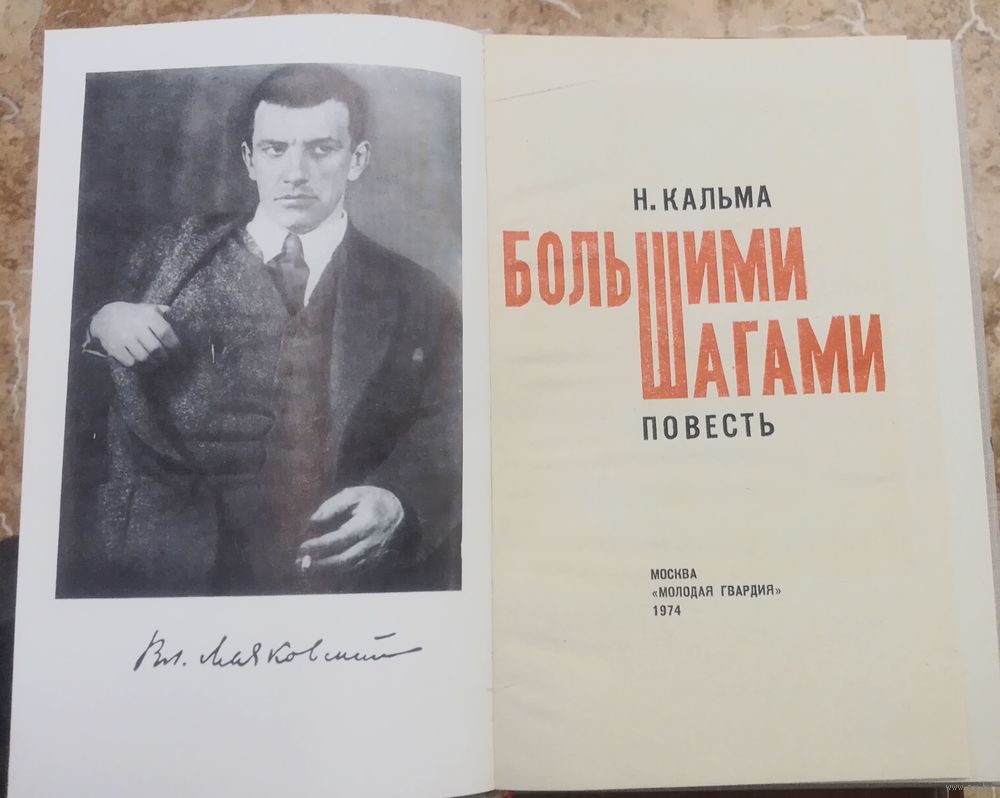 Вл. Маяковский
Н. КАЛЬМА
БОЛЬШИМИ
ШАГАМИ
ПОВЕСТЬ
МОСКВА
«МОЛОДАЯ ГВАРДИЯ»
1974